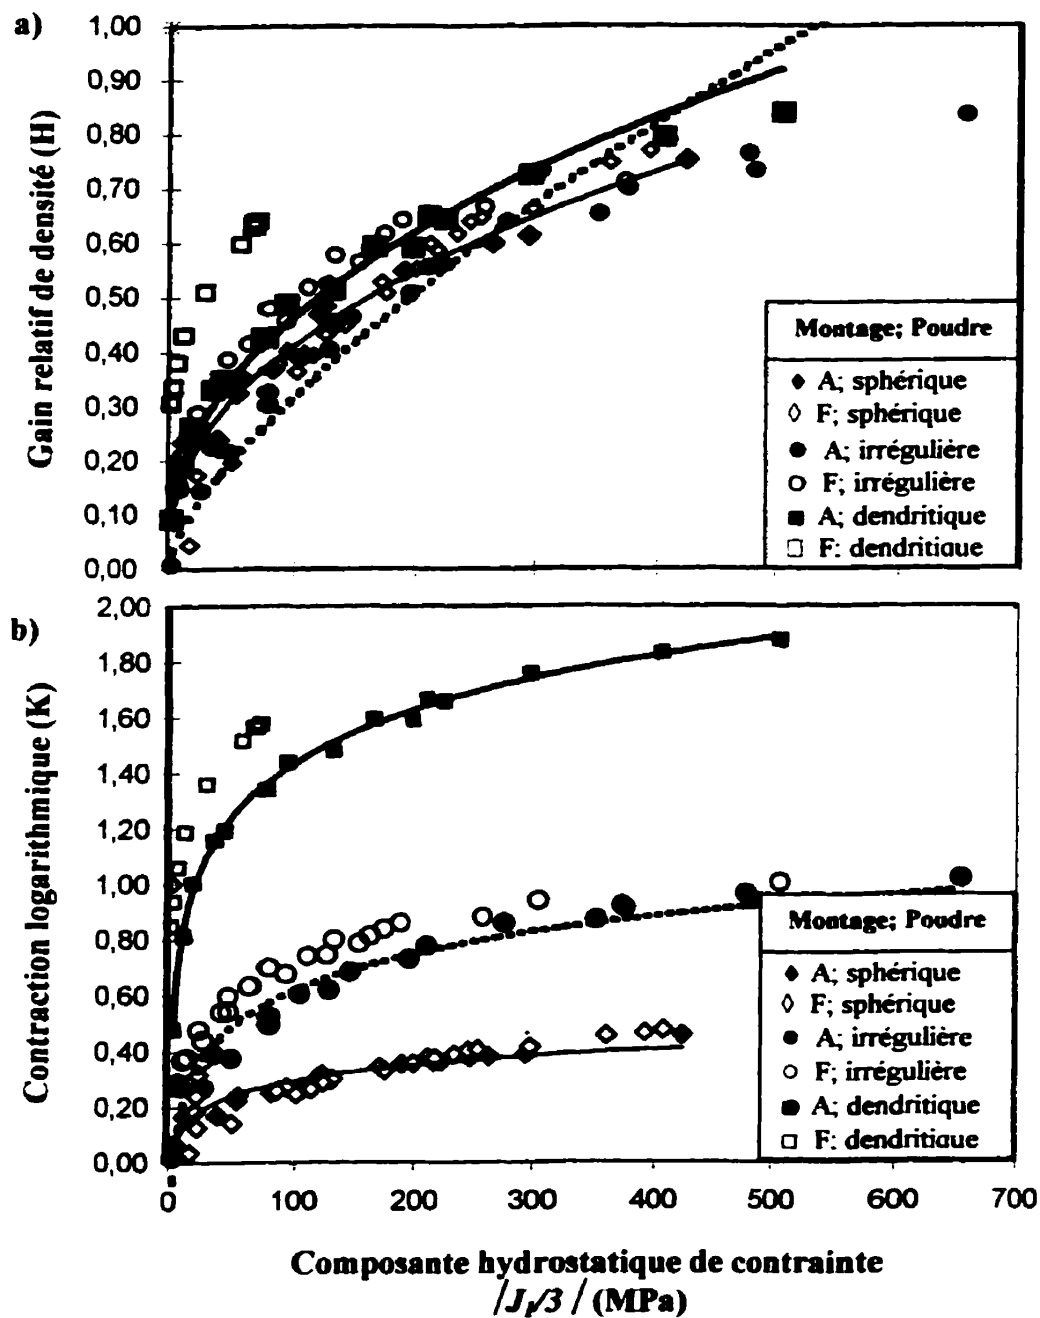 a)
Gain relatif de densité (H)
1,00
0,90
0,80
0,70
0,60
0,50
0,40
0,30
0,20
0,10
0,00
Montage; Poudre
A; sphérique
F; sphérique
A; irrégulière
F; irrégulière
A; dendritique
F: dendritique
b)
Contraction logarithmique (K)
2,00
1,80
1,60
1,40
1,20
1,00
0,80
0,60
0,40
0,20
0,00
Montage; Poudre
A; sphérique
F; sphérique
A; irrégulière
F; irrégulière
A; dendritique
F: dendritique
0 100 200 300 400 500 600 700
Composante hydrostatique de contrainte
/J₁/3 / (MPa)